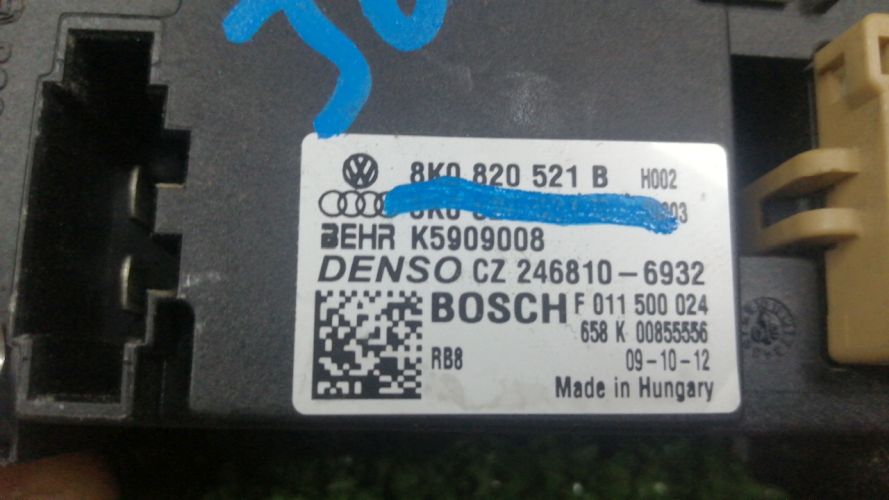 8K0 820 521 B H002
8K0
BEHR K5909008
DENSO CZ 246810-6932
BOSCH F 011 500 024
658 K 00855556
RB8 09-10-12
Made in Hungary